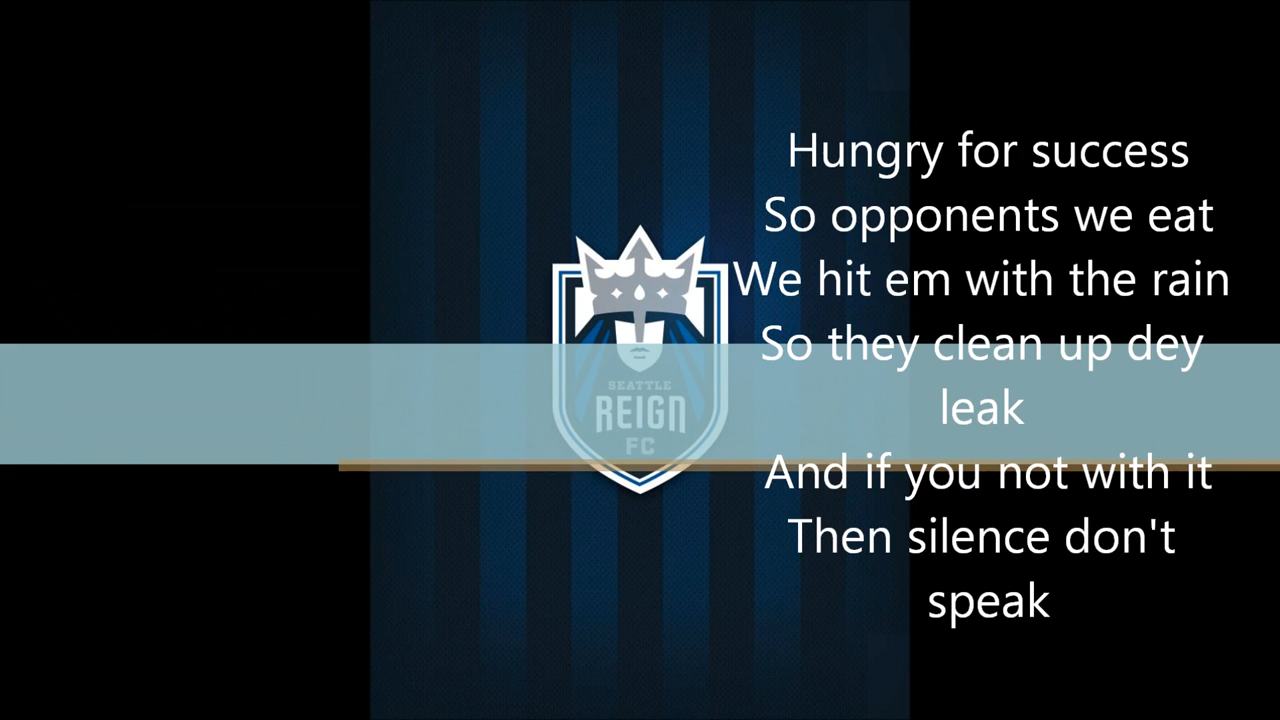 Hungry for success
So opponents we eat
We hit em with the rain
So they clean up dey
leak
And if you not with it
Then silence don't
speak
SEATTLE
REIGN
FC